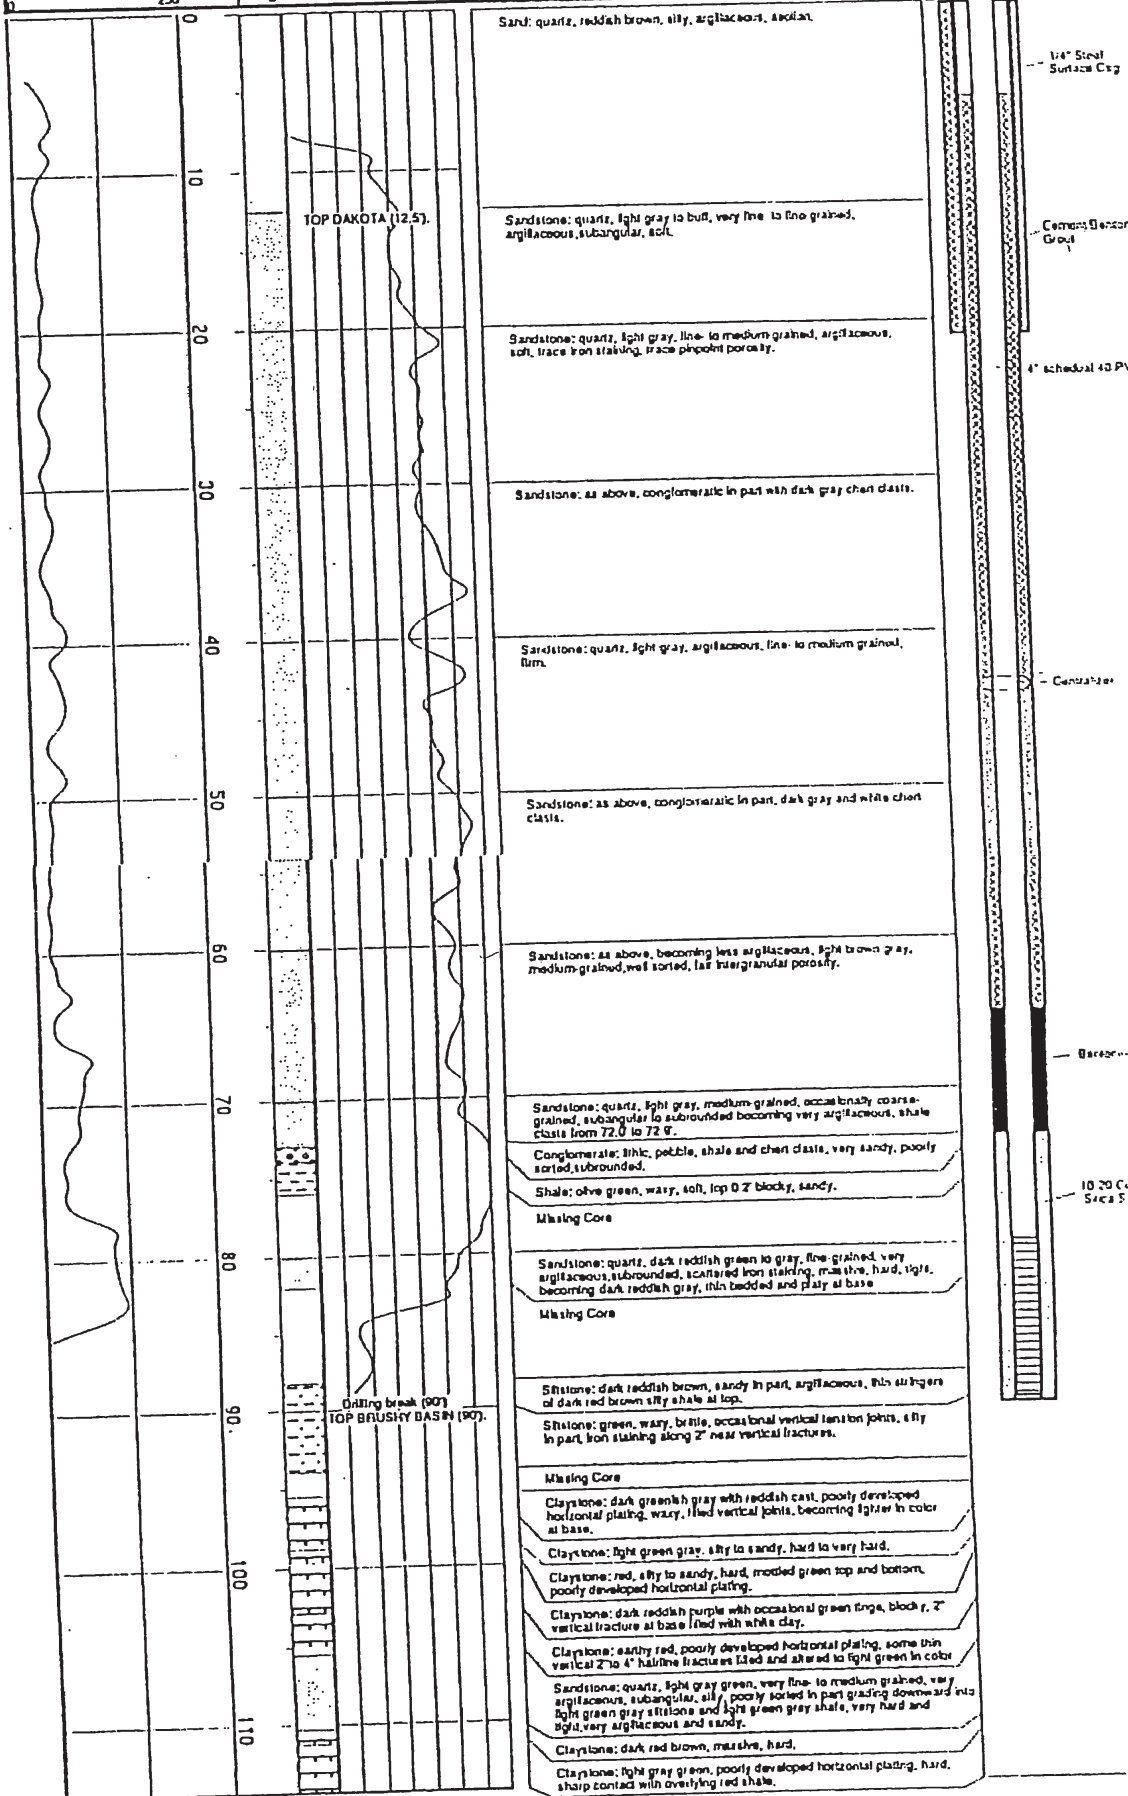 250
0
Sand: quartz, reddish brown, silty, argillaceous, aeolian.
1/4" Steel
Surface Csg
10
TOP DAKOTA (12.5').
Sandstone: quartz, light gray to buff, very fine- to fine grained,
argillaceous, subangular, soft.
Grout
20
Sandstone: quartz, light gray, fine- to medium-grained, argillaceous,
soft, trace iron staining, trace pinpoint porosity.
4" schedual 40 PV
30
Sandstone: as above, conglomeratic in part with dark gray chert clasts.
40
Sandstone: quartz, light gray, argillaceous, fine- to medium grained,
firm.
Centralizer
50
Sandstone: as above, conglomeratic in part, dark gray and white chert
clasts.
60
Sandstone: as above, becoming less argillaceous, light brown gray,
medium-grained, well sorted, fair intergranular porosity.
70
Sandstone: quartz, light gray, medium-grained, occasionally coarse-
grained, subangular to subrounded becoming very argillaceous, shale
clasts from 72.0' to
Conglomerate: lithic, pebble, shale and chert clasts, very sandy, poorly
sorted, subrounded.
Shale: olive green, waxy, soft, top 0.2' blocky, sandy.
10-20 C
Silica S
Missing Core
80
Sandstone: quartz, dark reddish green to gray, fine-grained, very
argillaceous, subrounded, scattered iron staining, massive, hard, tight,
becoming dark reddish gray, thin bedded and platy at base
Missing Core
Siltstone: dark reddish brown, sandy in part, argillaceous, thin stringers
of dark red brown silty shale at top.
Drilling break (90')
TOP BRUSHY BASIN (90').
90
Siltstone: green, waxy, brittle, occasional vertical tension joints, silty
in part, iron staining along 2" near vertical fractures.
Missing Core
Claystone: dark greenish gray with reddish cast, poorly developed
horizontal plating, waxy, filled vertical joints, becoming lighter in color
at base.
Claystone: light green gray, silty to sandy, hard to very hard.
100
Claystone: red, silty to sandy, hard, mottled green top and bottom,
poorly developed horizontal plating.
Claystone: dark reddish purple with occasional green tinge, blocky, 2"
vertical fracture at base filled with white clay.
Claystone: earthy red, poorly developed horizontal plating, some thin
vertical 2" to 4" hairline fractures filled and altered to light green in color
Sandstone: quartz, light gray green, very fine- to medium grained, very
argillaceous, subangular, silty, poorly sorted in part grading downward into
light green gray siltstone and light green gray shale, very hard and
tight, very argillaceous and sandy.
110
Claystone: dark red brown, massive, hard.
Claystone: light gray green, poorly developed horizontal plating, hard,
sharp contact with overlying red shale.